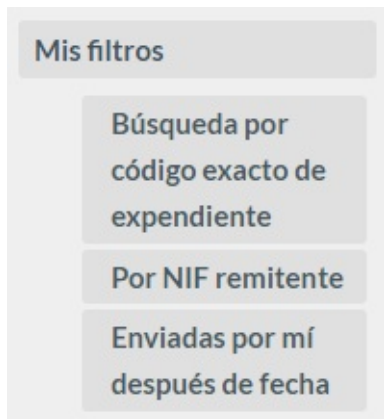 Mis filtros
Búsqueda por
código exacto de
expendiente
Por NIF remitente
Enviadas por mí
después de fecha